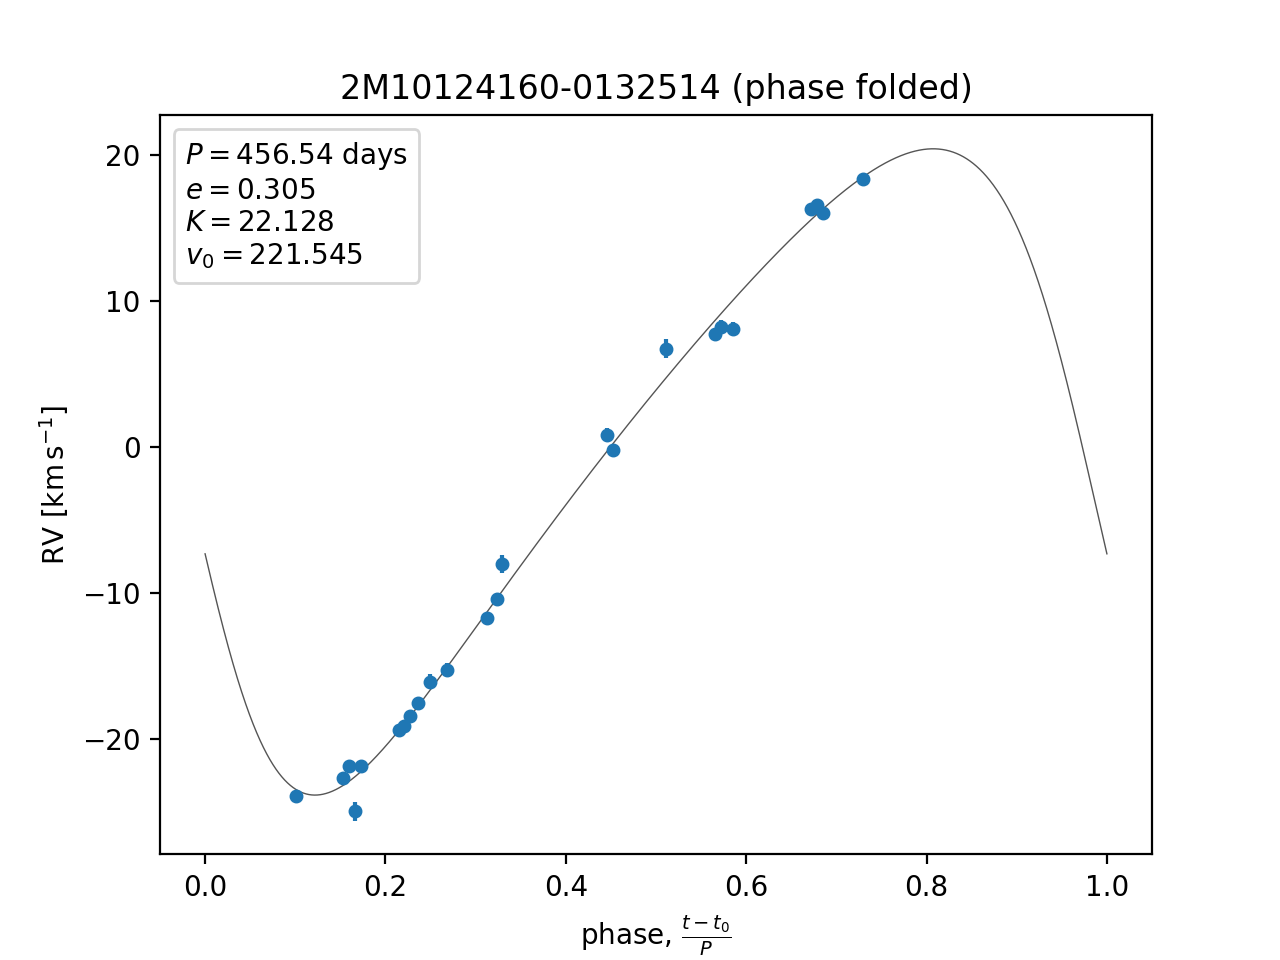 2M10124160-0132514 (phase folded)
P = 456.54 days
e = 0.305
K = 22.128
v₀ = 221.545
20
10
0
−10
−20
RV [km s⁻¹]
0.0 0.2 0.4 0.6 0.8 1.0
phase, (t − t₀)/P